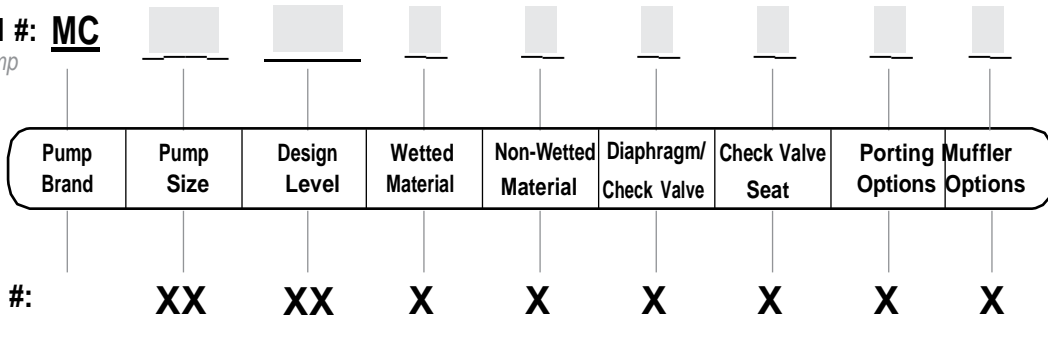 #: MC
Pump Brand
Pump Size
Design Level
Wetted Material
Non-Wetted Material
Diaphragm/ Check Valve
Check Valve Seat
Porting Options
Muffler Options
#: XX XX X X X X X X